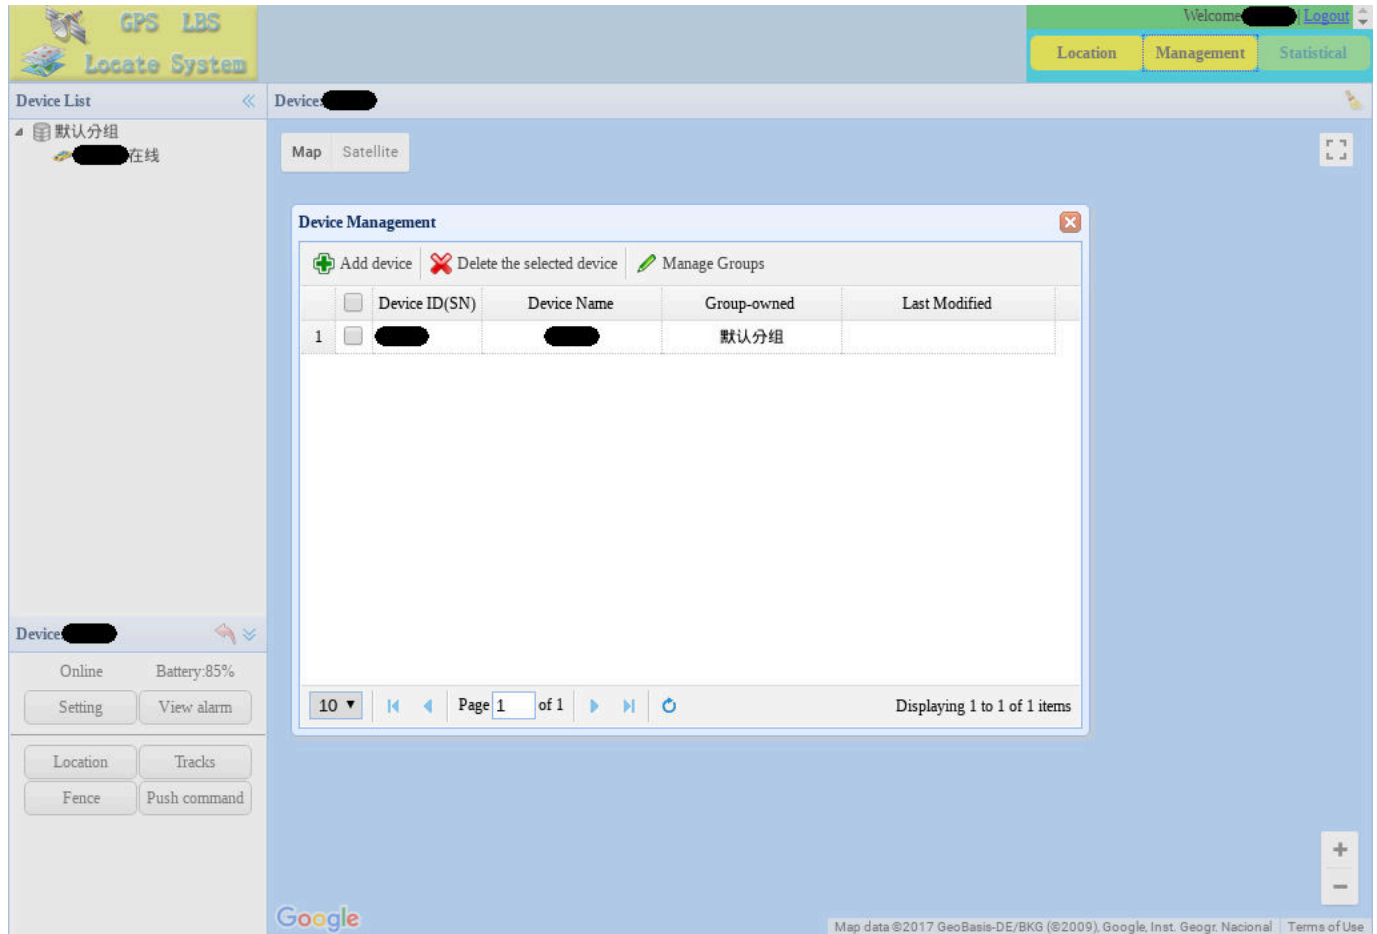 GPS LBS
Locate System
Welcome | Logout
Location Management Statistical
Device List
Device:
默认分组
在线
Map Satellite
Device Management
Add device Delete the selected device Manage Groups
Device ID(SN) Device Name Group-owned Last Modified
1 默认分组
10 Page 1 of 1 Displaying 1 to 1 of 1 items
Device:
Online Battery:85%
Setting View alarm
Location Tracks
Fence Push command
Google
Map data ©2017 GeoBasis-DE/BKG (©2009), Google, Inst. Geogr. Nacional Terms of Use